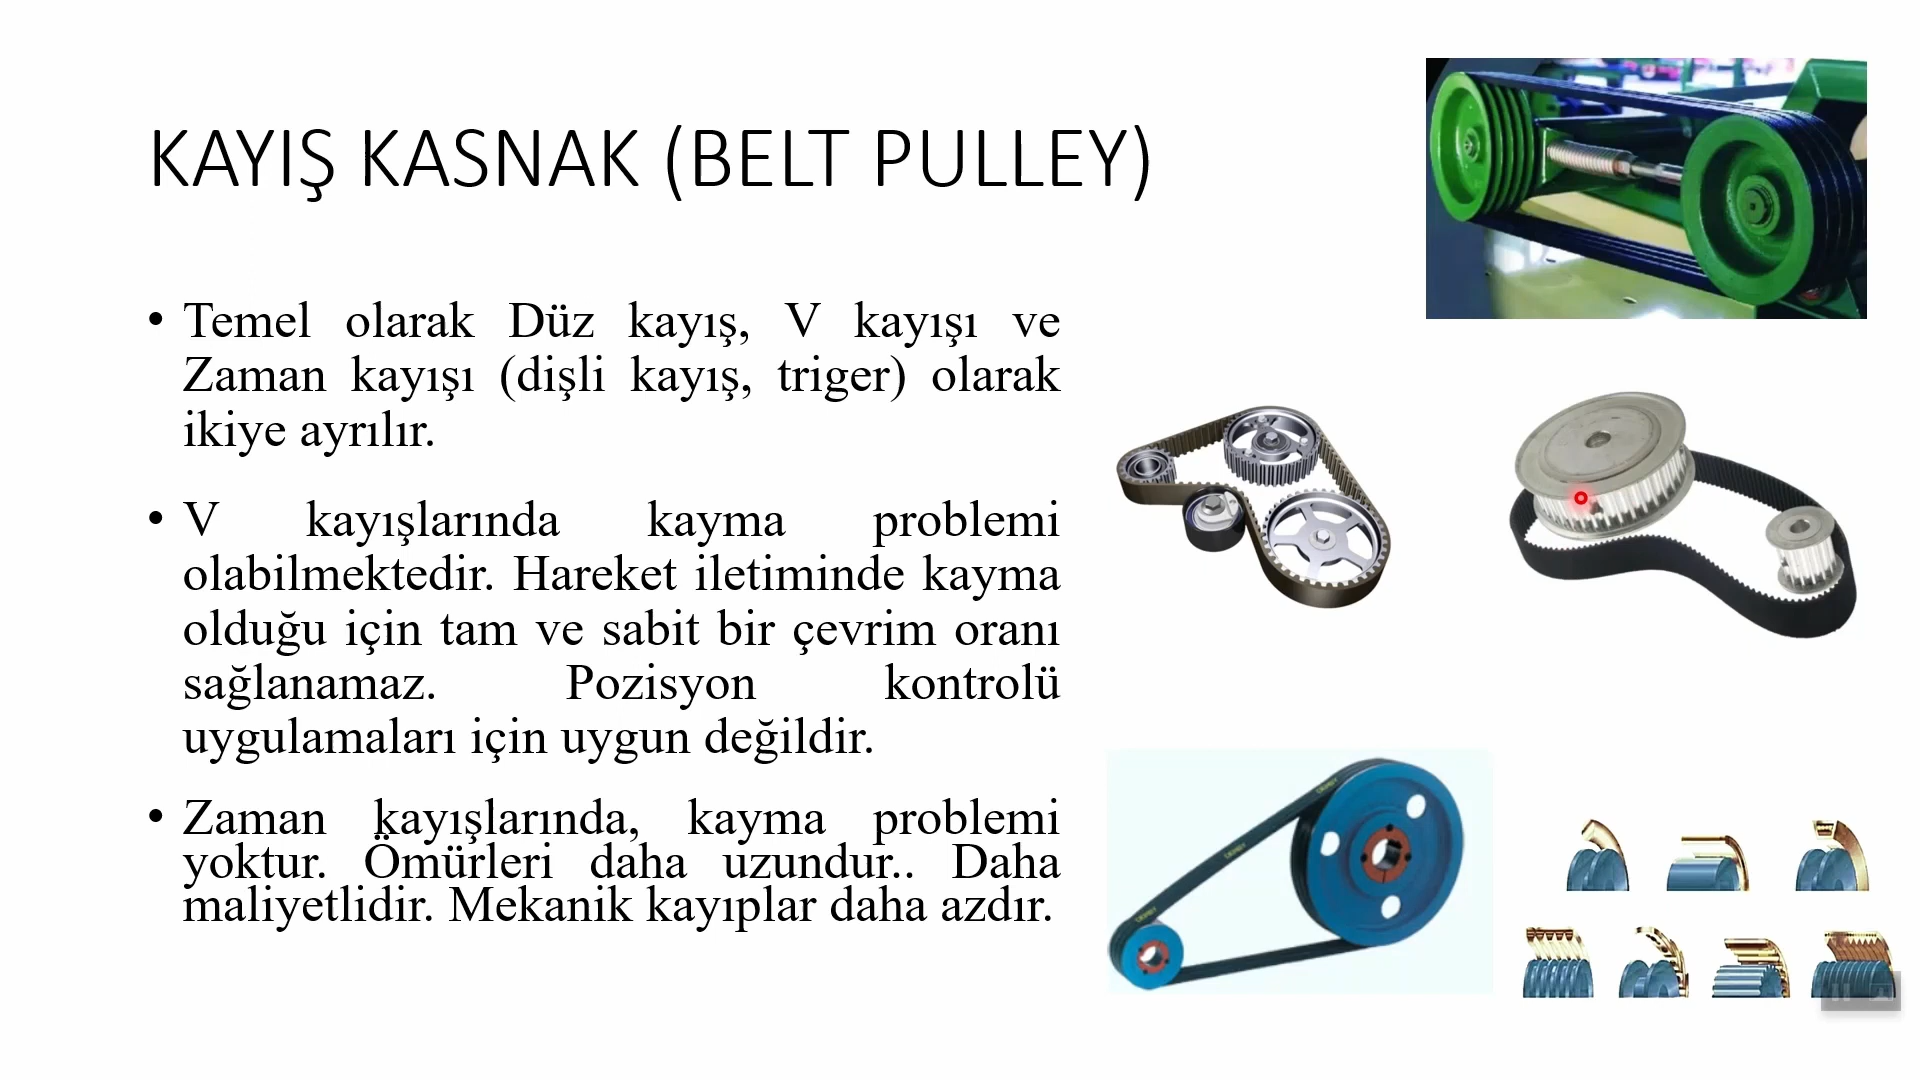 KAYIŞ KASNAK (BELT PULLEY)
• Temel olarak Düz kayış, V kayışı ve
Zaman kayışı (dişli kayış, triger) olarak
ikiye ayrılır.
• V kayışlarında kayma problemi
olabilmektedir. Hareket iletiminde kayma
olduğu için tam ve sabit bir çevrim oranı
sağlanamaz. Pozisyon kontrolü
uygulamaları için uygun değildir.
• Zaman kayışlarında, kayma problemi
yoktur. Ömürleri daha uzundur.. Daha
maliyetlidir. Mekanik kayıplar daha azdır.